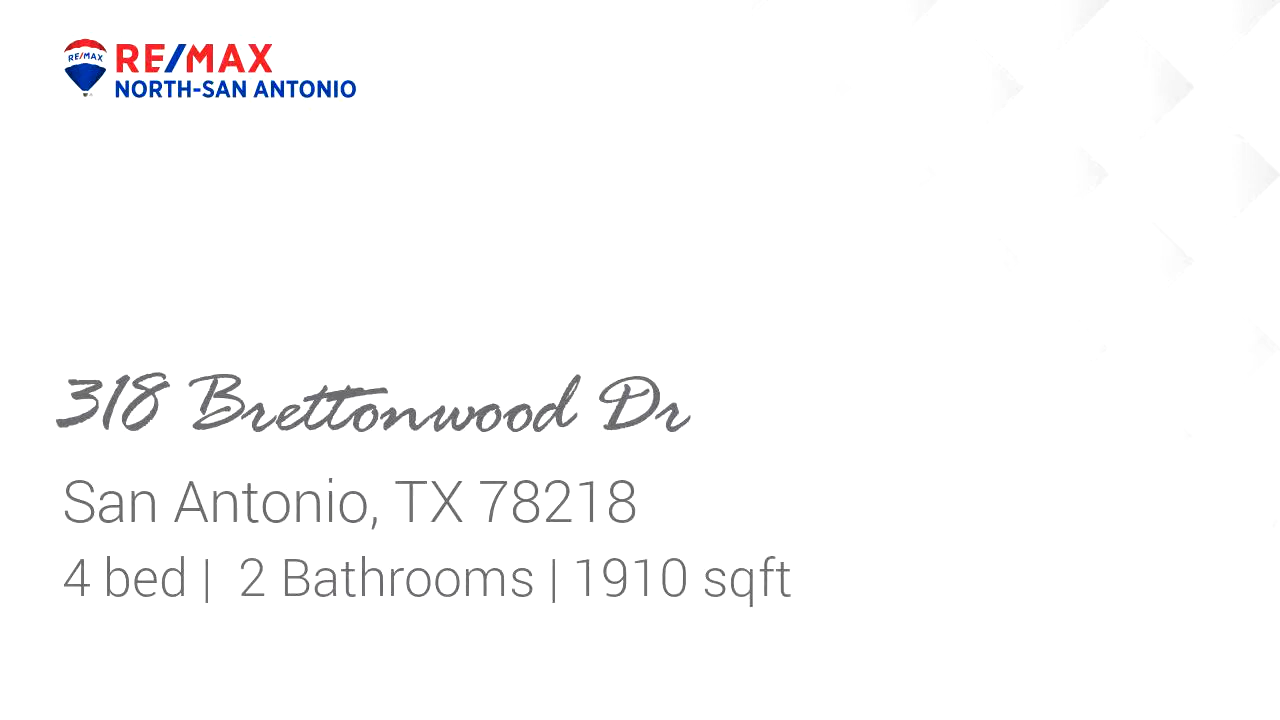 RE/MAX
RE/MAX
NORTH-SAN ANTONIO
318 Brettonwood Dr
San Antonio, TX 78218
4 bed | 2 Bathrooms | 1910 sqft